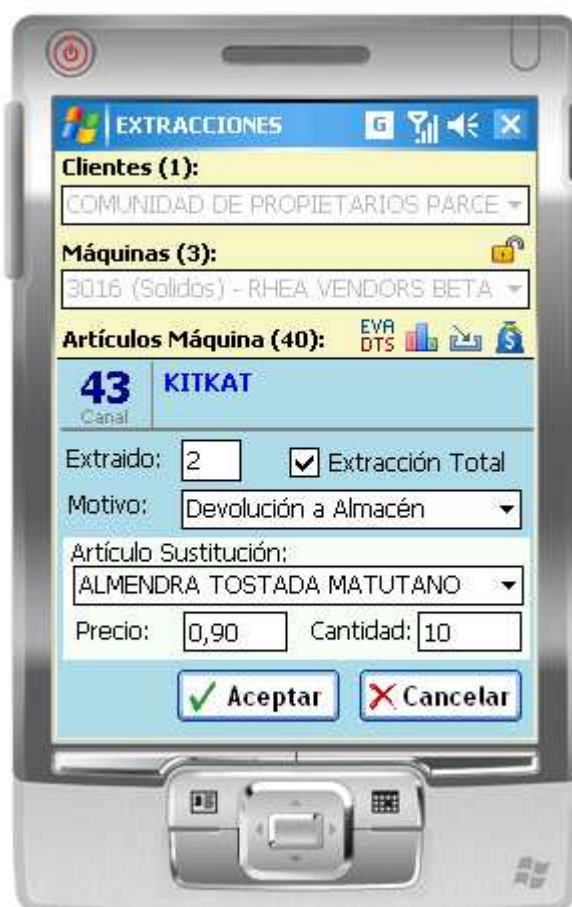 EXTRACCIONES G
Clientes (1):
COMUNIDAD DE PROPIETARIOS PARCE
Máquinas (3):
3016 (Solidos) - RHEA VENDORS BETA
Artículos Máquina (40): EVA DTS
43 KITKAT
Canal
Extraido: 2 Extracción Total
Motivo: Devolución a Almacén
Artículo Sustitución:
ALMENDRA TOSTADA MATUTANO
Precio: 0,90 Cantidad: 10
Aceptar Cancelar